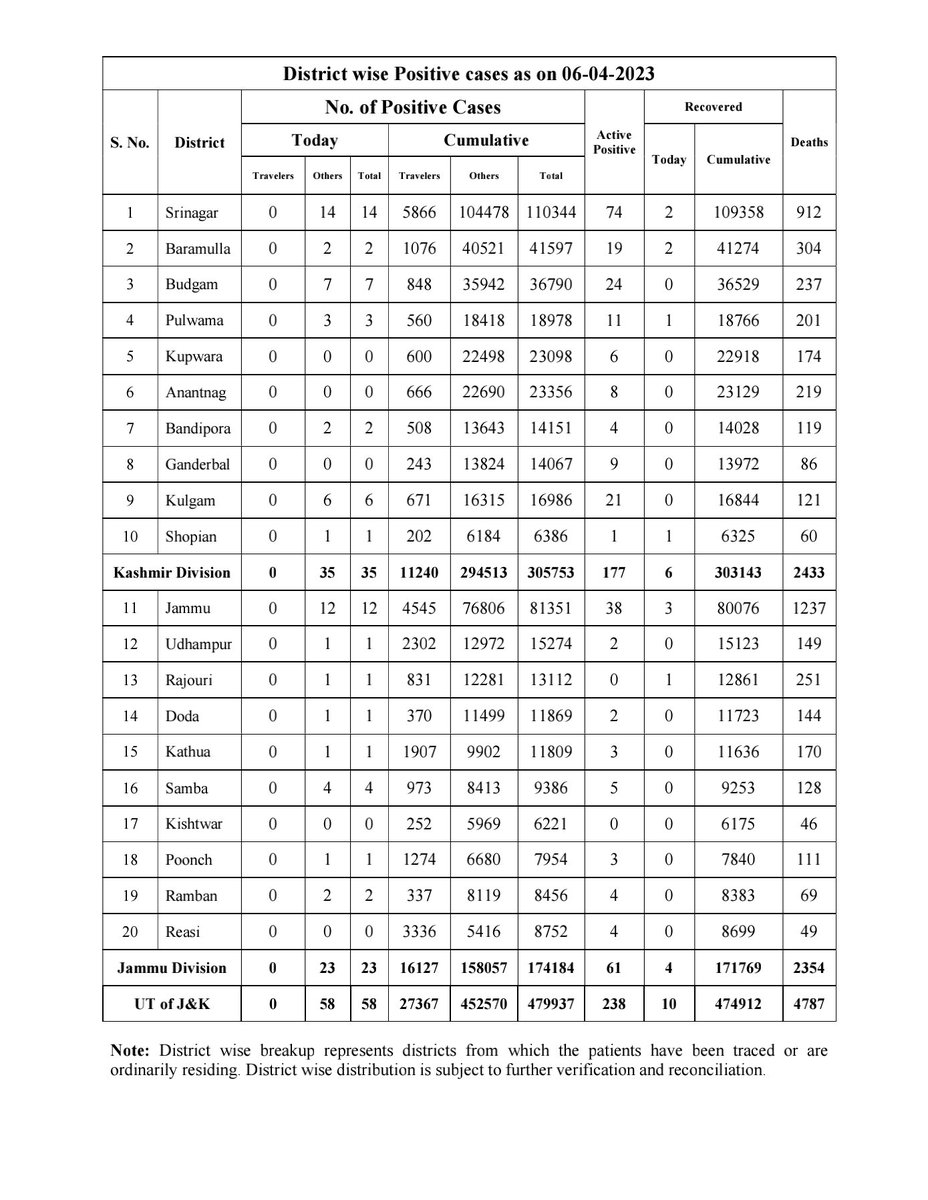 District wise Positive cases as on 06-04-2023
S. No. District No. of Positive Cases Active Positive Recovered Deaths
Today Cumulative Today Cumulative
Travelers Others Total Travelers Others Total
1 Srinagar 0 14 14 5866 104478 110344 74 2 109358 912
2 Baramulla 0 2 2 1076 40521 41597 19 2 41274 304
3 Budgam 0 7 7 848 35942 36790 24 0 36529 237
4 Pulwama 0 3 3 560 18418 18978 11 1 18766 201
5 Kupwara 0 0 0 600 22498 23098 6 0 22918 174
6 Anantnag 0 0 0 666 22690 23356 8 0 23129 219
7 Bandipora 0 2 2 508 13643 14151 4 0 14028 119
8 Ganderbal 0 0 0 243 13824 14067 9 0 13972 86
9 Kulgam 0 6 6 671 16315 16986 21 0 16844 121
10 Shopian 0 1 1 202 6184 6386 1 1 6325 60
Kashmir Division 0 35 35 11240 294513 305753 177 6 303143 2433
11 Jammu 0 12 12 4545 76806 81351 38 3 80076 1237
12 Udhampur 0 1 1 2302 12972 15274 2 0 15123 149
13 Rajouri 0 1 1 831 12281 13112 0 1 12861 251
14 Doda 0 1 1 370 11499 11869 2 0 11723 144
15 Kathua 0 1 1 1907 9902 11809 3 0 11636 170
16 Samba 0 4 4 973 8413 9386 5 0 9253 128
17 Kishtwar 0 0 0 252 5969 6221 0 0 6175 46
18 Poonch 0 1 1 1274 6680 7954 3 0 7840 111
19 Ramban 0 2 2 337 8119 8456 4 0 8383 69
20 Reasi 0 0 0 3336 5416 8752 4 0 8699 49
Jammu Division 0 23 23 16127 158057 174184 61 4 171769 2354
UT of J&K 0 58 58 27367 452570 479937 238 10 474912 4787
Note: District wise breakup represents districts from which the patients have been traced or are
ordinarily residing. District wise distribution is subject to further verification and reconciliation.